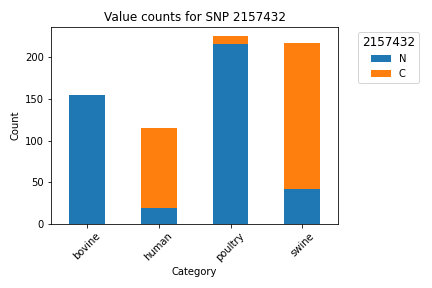 Value counts for SNP 2157432
2157432
N
C
Count
200
150
100
50
0
bovine
human
poultry
swine
Category